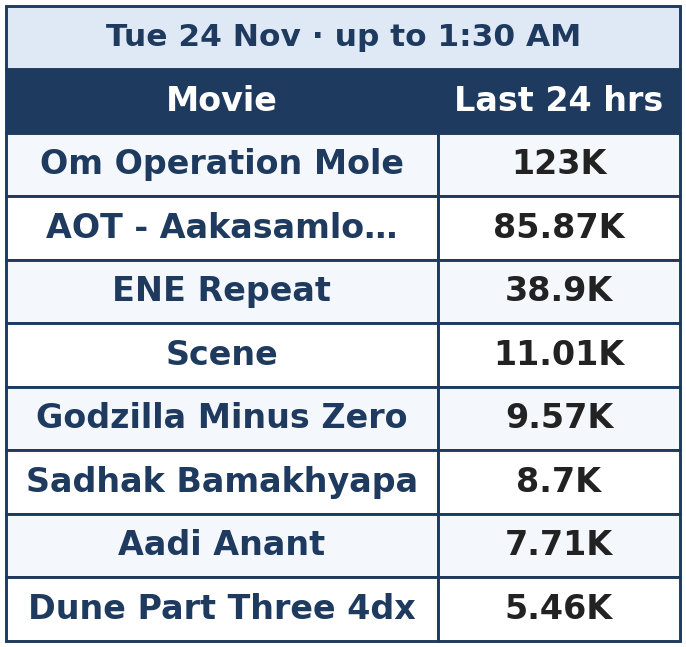 Tue 24 Nov · up to 1:30 AM
Movie Last 24 hrs
Om Operation Mole 123K
AOT - Aakasamlo... 85.87K
ENE Repeat 38.9K
Scene 11.01K
Godzilla Minus Zero 9.57K
Sadhak Bamakhyapa 8.7K
Aadi Anant 7.71K
Dune Part Three 4dx 5.46K